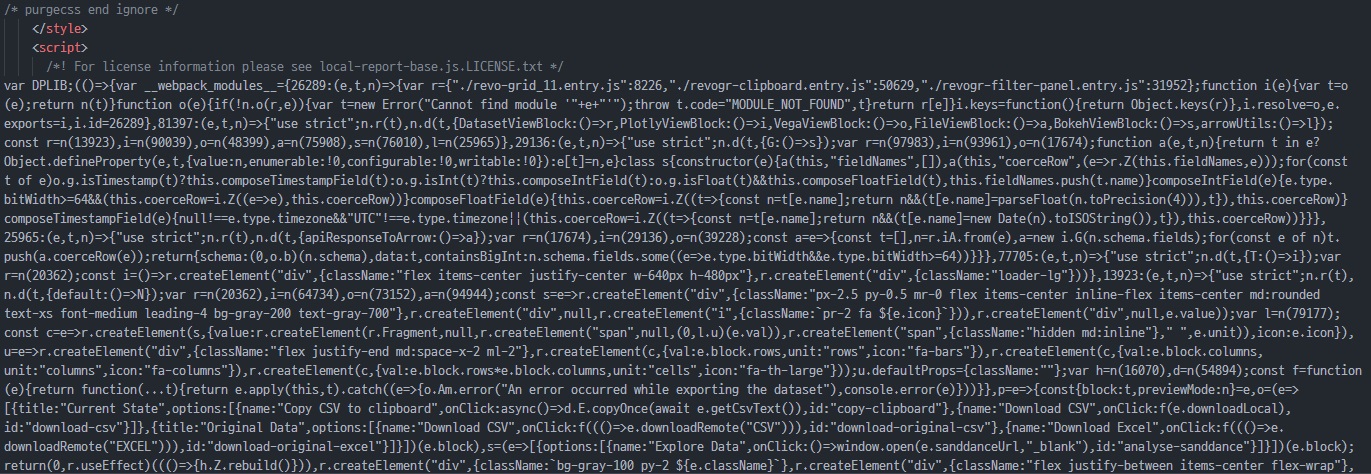 /* purgecss end ignore */
</style>
<script>
/*! For license information please see local-report-base.js.LICENSE.txt */
var DPLIB;(()=>{var __webpack_modules__={26289:(e,t,n)=>{var r={"./revo-grid_11.entry.js":8226,"./revogr-clipboard.entry.js":50629,"./revogr-filter-panel.entry.js":31952};function i(e){var t=o
(e);return n(t)}function o(e){if(!n.o(r,e)){var t=new Error("Cannot find module '"+e+"'");throw t.code="MODULE_NOT_FOUND",t}return r[e]}i.keys=function(){return Object.keys(r)},i.resolve=o,e.
exports=i,i.id=26289},81397:(e,t,n)=>{"use strict";n.r(t),n.d(t,{DatasetViewBlock:()=>r,PlotlyViewBlock:()=>i,VegaViewBlock:()=>o,FileViewBlock:()=>a,BokehViewBlock:()=>s,arrowUtils:()=>l});
const r=n(13923),i=n(90039),o=n(48399),a=n(75908),s=n(76010),l=n(25965)},29136:(e,t,n)=>{"use strict";n.d(t,{G:()=>s});var r=n(97983),i=n(93961),o=n(17674);function a(e,t,n){return t in e?
Object.defineProperty(e,t,{value:n,enumerable:!0,configurable:!0,writable:!0}):e[t]=n,e}class s{constructor(e){a(this,"fieldNames",[]),a(this,"coerceRow",(e=>r.Z(this.fieldNames,e)));for(const
t of e)o.g.isTimestamp(t)?this.composeTimestampField(t):o.g.isInt(t)?this.composeIntField(t):o.g.isFloat(t)&&this.composeFloatField(t),this.fieldNames.push(t.name)}composeIntField(e){e.type.
bitWidth>=64&&(this.coerceRow=i.Z((e=>e),this.coerceRow))}composeFloatField(e){this.coerceRow=i.Z((t=>{const n=t[e.name];return n&&(t[e.name]=parseFloat(n.toPrecision(4))),t}),this.coerceRow)}
composeTimestampField(e){null!==e.type.timezone&&"UTC"!==e.type.timezone||(this.coerceRow=i.Z((t=>{const n=t[e.name];return n&&(t[e.name]=new Date(n).toISOString()),t}),this.coerceRow))}}},
25965:(e,t,n)=>{"use strict";n.r(t),n.d(t,{apiResponseToArrow:()=>a});var r=n(17674),i=n(29136),o=n(39228);const a=e=>{const t=[],n=r.iA.from(e),a=new i.G(n.schema.fields);for(const e of n)t.
push(a.coerceRow(e));return{schema:(0,o.b)(n.schema),data:t,containsBigInt:n.schema.fields.some((e=>e.type.bitWidth&&e.type.bitWidth>=64))}}},77705:(e,t,n)=>{"use strict";n.d(t,{T:()=>i});var
r=n(20362);const i=()=>r.createElement("div",{className:"flex items-center justify-center w-640px h-480px"},r.createElement("div",{className:"loader-lg"}))},13923:(e,t,n)=>{"use strict";n.r(t),
n.d(t,{default:()=>N});var r=n(20362),i=n(64734),o=n(73152),a=n(94944);const s=e=>r.createElement("div",{className:"px-2.5 py-0.5 mr-0 flex items-center inline-flex items-center md:rounded
text-xs font-medium leading-4 bg-gray-200 text-gray-700"},r.createElement("div",null,r.createElement("i",{className:`pr-2 fa ${e.icon}`})),r.createElement("div",null,e.value));var l=n(79177);
const c=e=>r.createElement(s,{value:r.createElement(r.Fragment,null,r.createElement("span",null,(0,l.u)(e.val)),r.createElement("span",{className:"hidden md:inline"}," ",e.unit)),icon:e.icon}),
u=e=>r.createElement("div",{className:"flex justify-end md:space-x-2 ml-2"},r.createElement(c,{val:e.block.rows,unit:"rows",icon:"fa-bars"}),r.createElement(c,{val:e.block.columns,
unit:"columns",icon:"fa-columns"}),r.createElement(c,{val:e.block.rows*e.block.columns,unit:"cells",icon:"fa-th-large"}));u.defaultProps={className:""};var h=n(16070),d=n(54894);const f=function
(e){return function(...t){return e.apply(this,t).catch((e=>{o.Am.error("An error occurred while exporting the dataset"),console.error(e)}))}},p=e=>{const{block:t,previewMode:n}=e,o=(e=>
[{title:"Current State",options:[{name:"Copy CSV to clipboard",onClick:async()=>d.E.copyOnce(await e.getCsvText()),id:"copy-clipboard"},{name:"Download CSV",onClick:f(e.downloadLocal),
id:"download-csv"}]},{title:"Original Data",options:[{name:"Download CSV",onClick:f((()=>e.downloadRemote("CSV"))),id:"download-original-csv"},{name:"Download Excel",onClick:f((()=>e.
downloadRemote("EXCEL"))),id:"download-original-excel"}]}])(e.block),s=(e=>[{options:[{name:"Explore Data",onClick:()=>window.open(e.sanddanceUrl,"_blank"),id:"analyse-sanddance"}]}])(e.block);
return(0,r.useEffect)((()=>{h.Z.rebuild()})),r.createElement("div",{className:`bg-gray-100 py-2 ${e.className}`},r.createElement("div",{className:"flex justify-between items-center flex-wrap"},